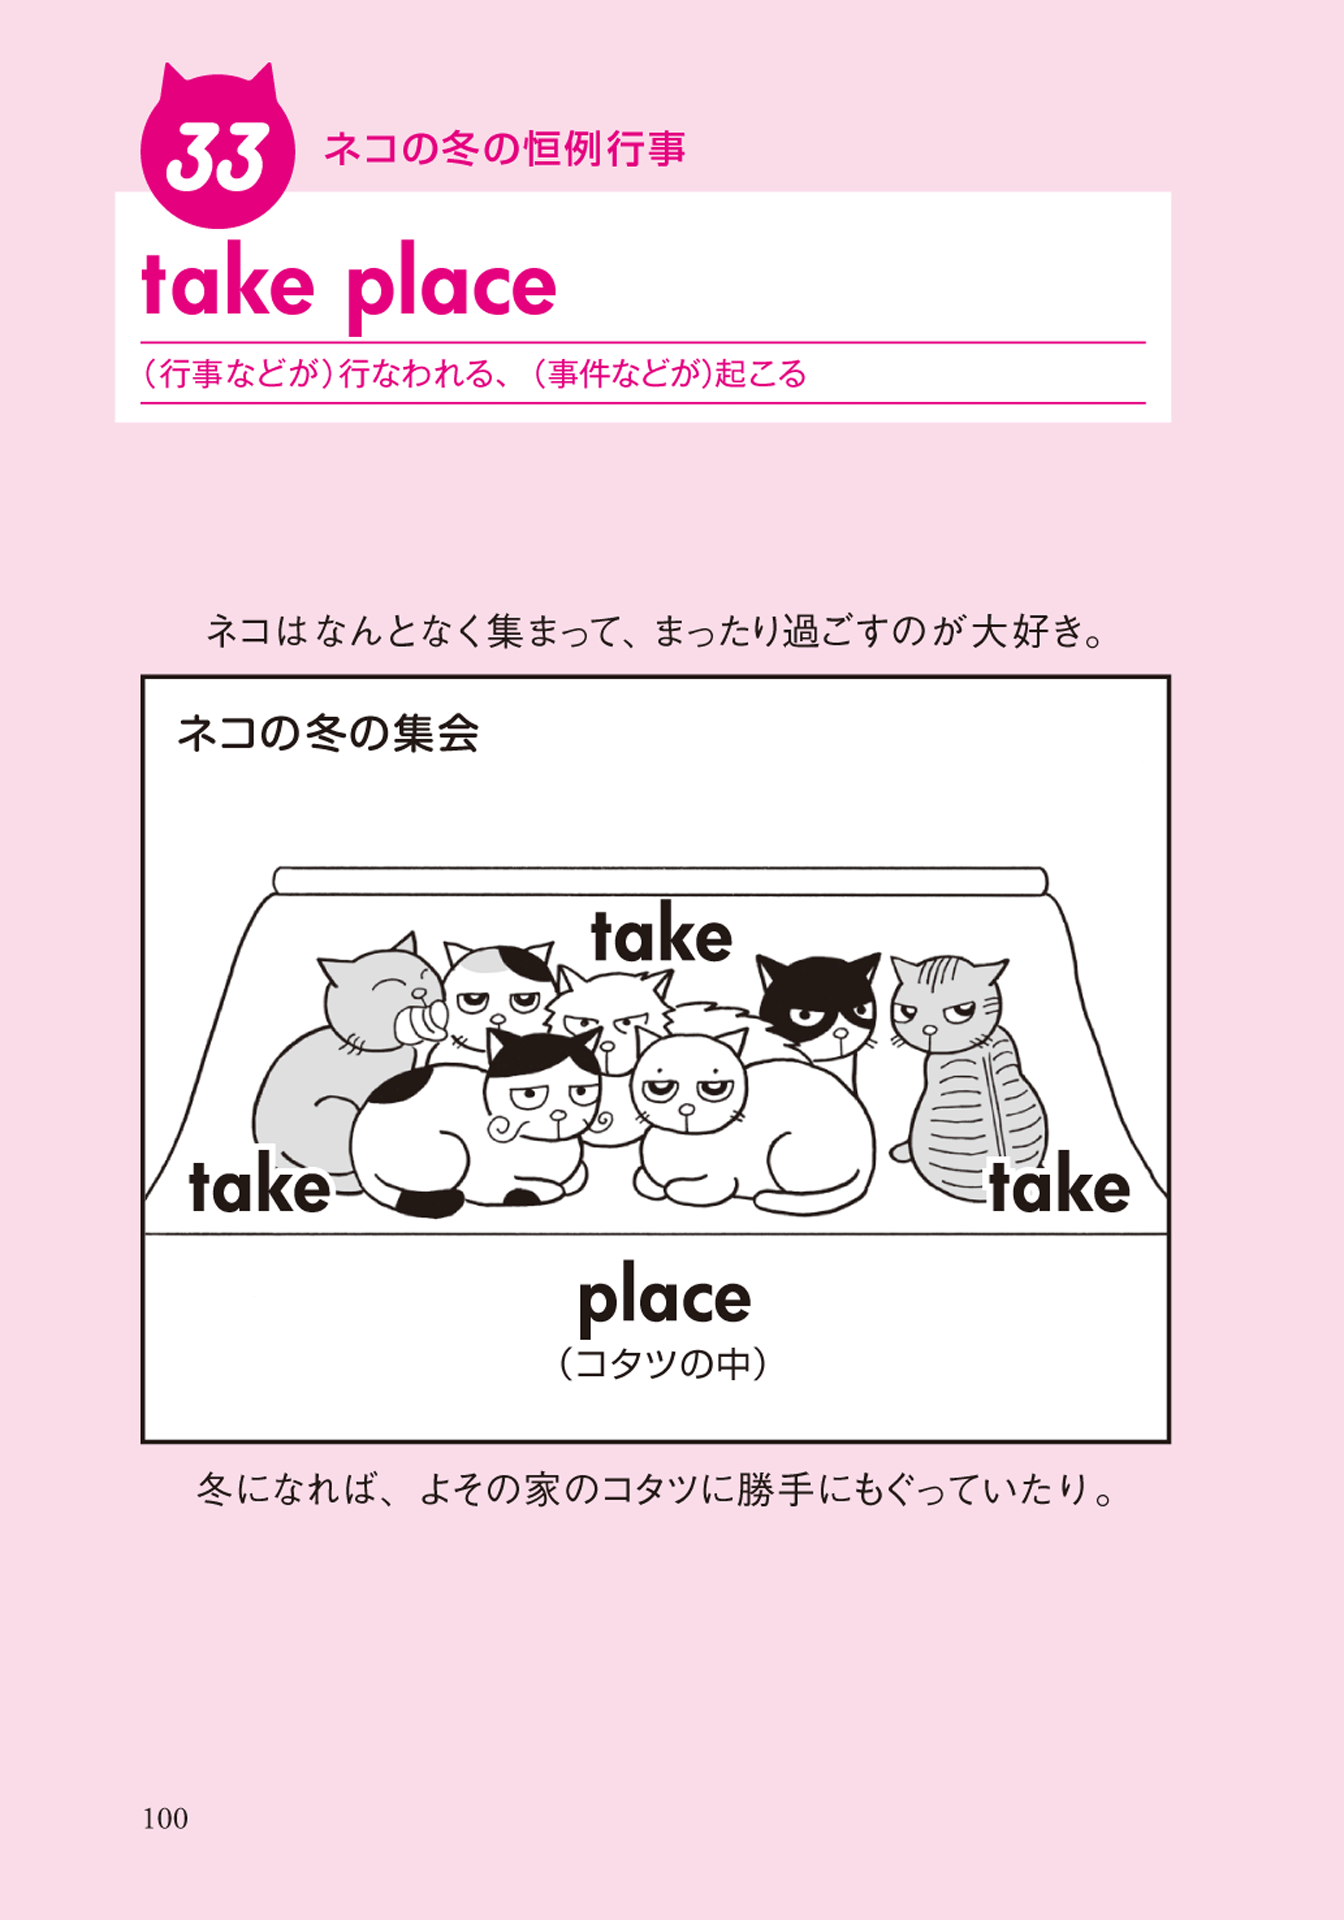 33
ネコの冬の恒例行事
take place
（行事などが）行なわれる、（事件などが）起こる
ネコはなんとなく集まって、まったり過ごすのが大好き。
ネコの冬の集会
take
take
take
place
（コタツの中）
冬になれば、よその家のコタツに勝手にもぐっていたり。
100